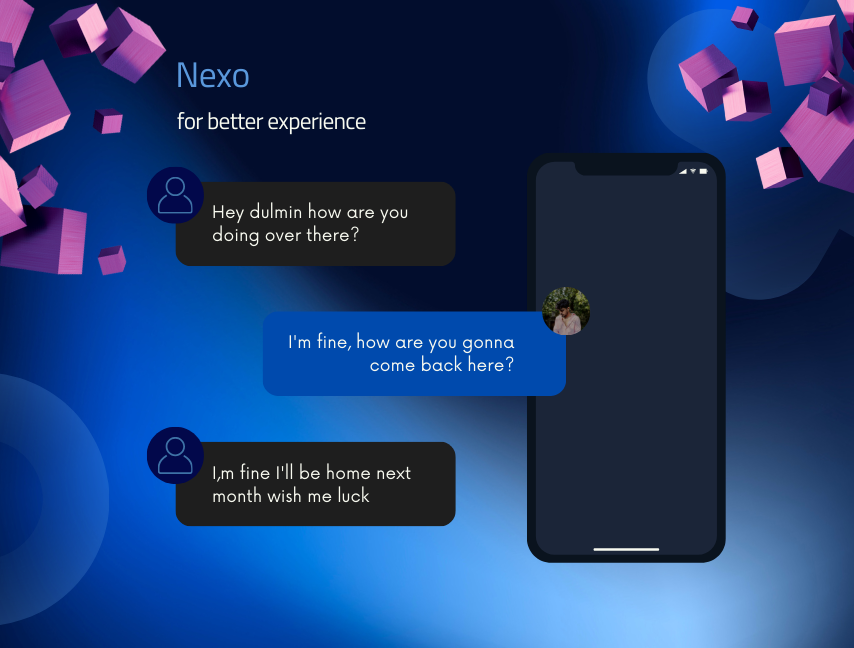 Nexo
for better experience
Hey dulmin how are you
doing over there?
I'm fine, how are you gonna
come back here?
I,m fine I'll be home next
month wish me luck